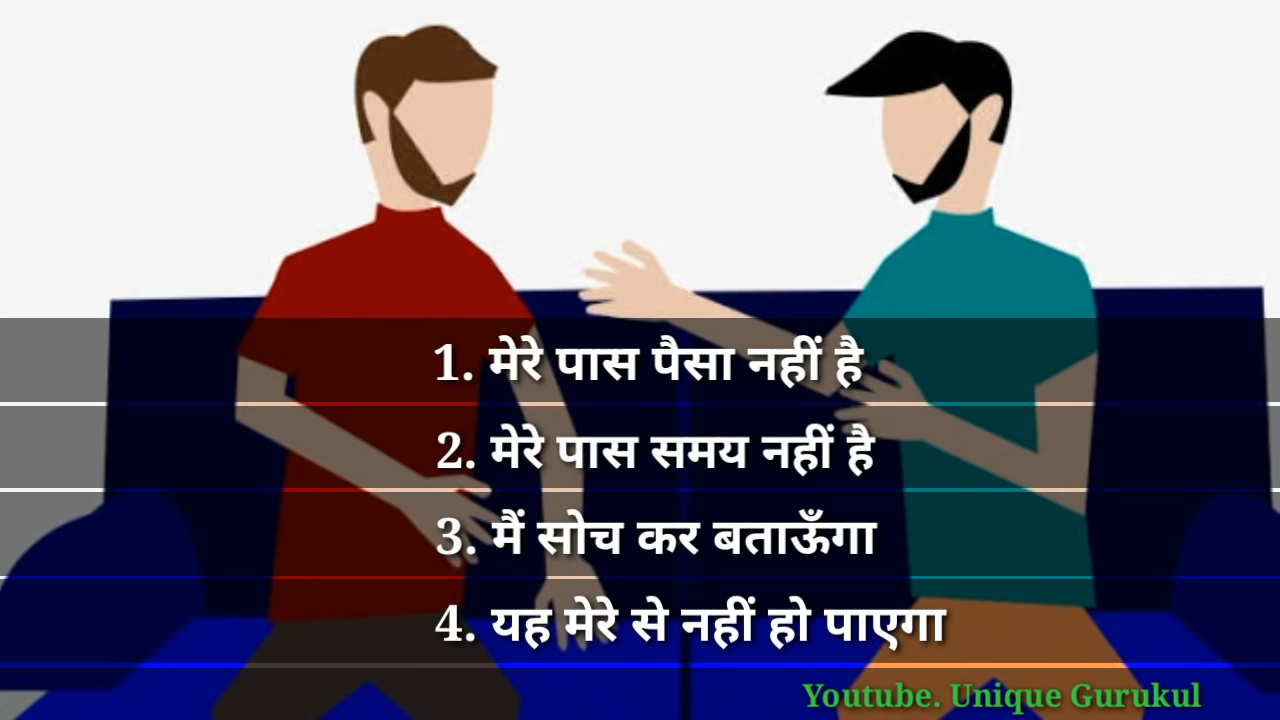 1. मेरे पास पैसा नहीं है
2. मेरे पास समय नहीं है
3. मैं सोच कर बताऊँगा
4. यह मेरे से नहीं हो पाएगा
Youtube. Unique Gurukul